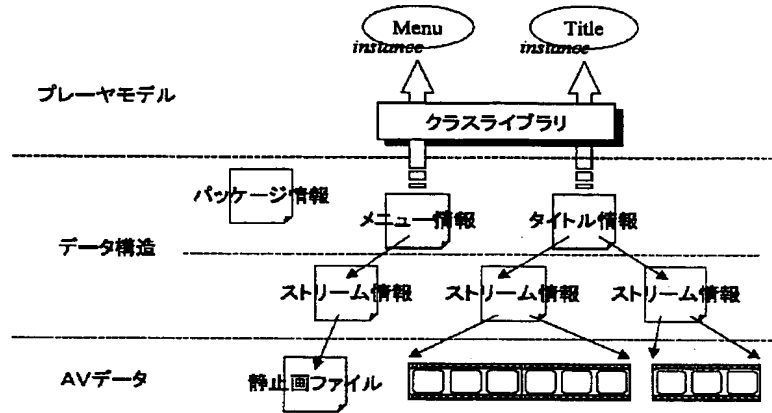 Menu
Title
instance
instance
プレーヤモデル
クラスライブラリ
パッケージ情報
メニュー情報
タイトル情報
データ構造
ストリーム情報
ストリーム情報
ストリーム情報
AVデータ
静止画ファイル